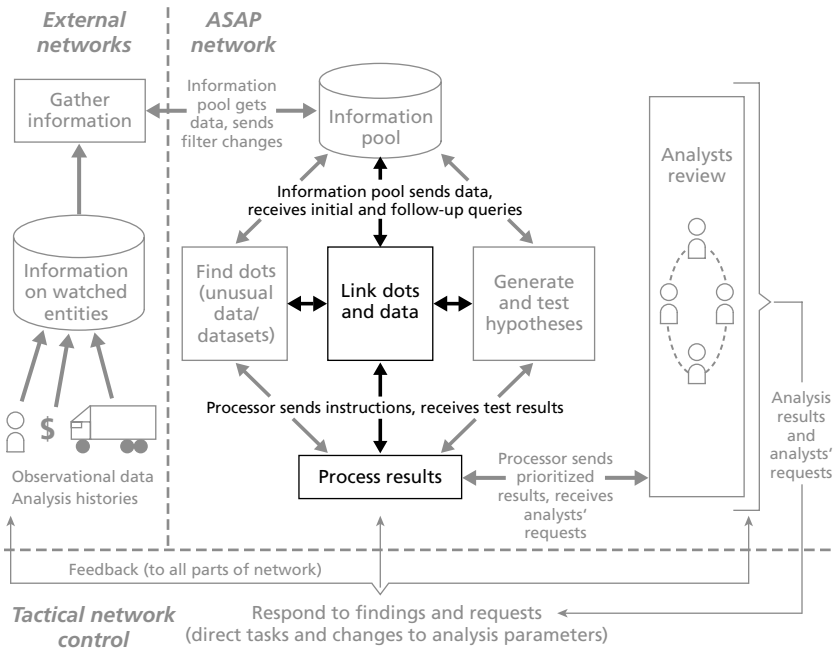 External
networks
ASAP
network
Gather
information
Information
pool gets
data, sends
filter changes
Information
pool
Analysts
review
Information pool sends data,
receives initial and follow-up queries
Information
on watched
entities
Find dots
(unusual
data/
datasets)
Link dots
and data
Generate
and test
hypotheses
Analysis
results
and
analysts’
requests
Processor sends instructions, receives test results
$
Observational data
Analysis histories
Process results
Processor sends
prioritized
results, receives
analysts’
requests
Feedback (to all parts of network)
Tactical network
control
Respond to findings and requests
(direct tasks and changes to analysis parameters)